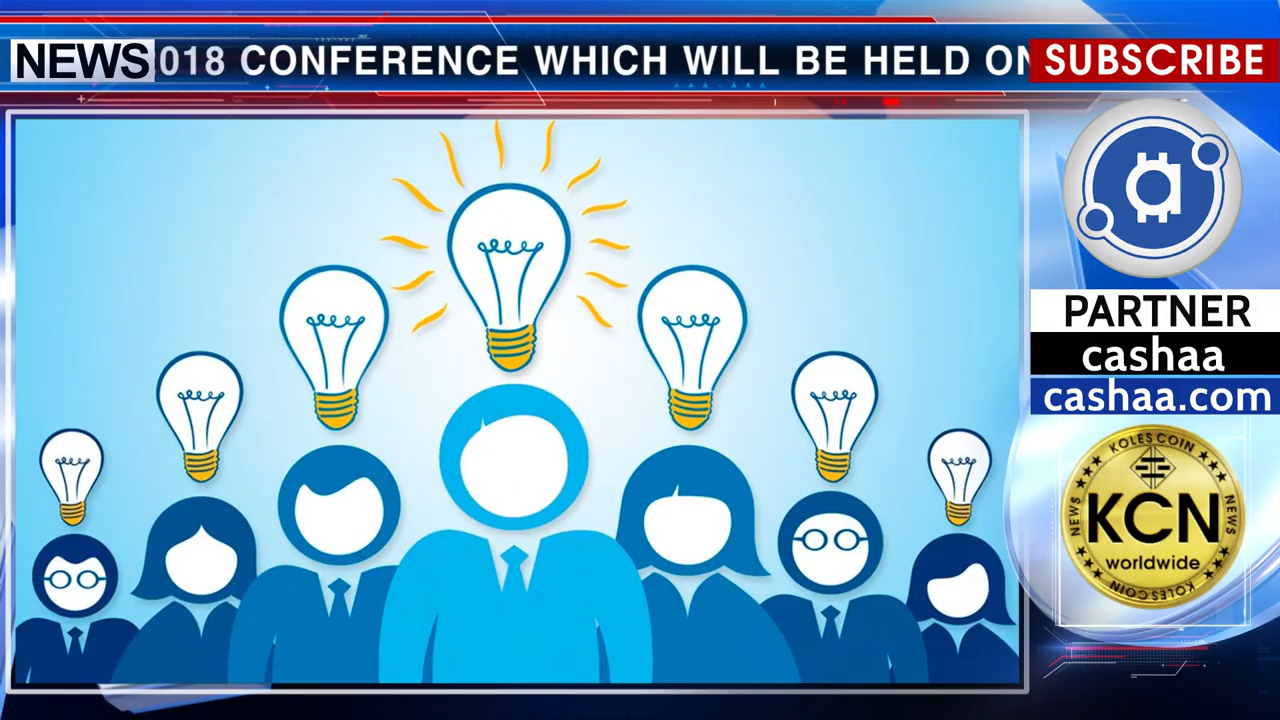 NEWS
018 CONFERENCE WHICH WILL BE HELD ON
SUBSCRIBE
PARTNER
cashaa
cashaa.com
KOLES COIN
NEWS
KCN
NEWS
worldwide
KOLES COIN